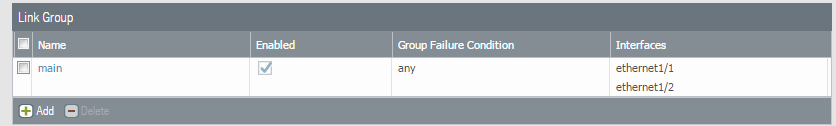 Link Group
Name Enabled Group Failure Condition Interfaces
main any ethernet1/1
ethernet1/2
Add Delete